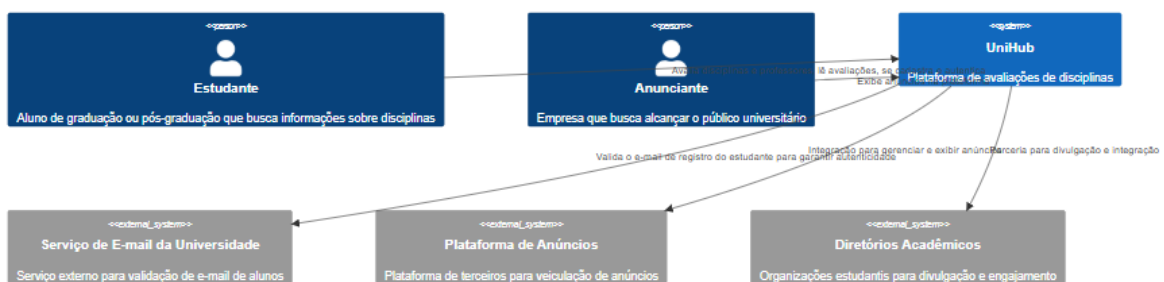 <<person>>
Estudante
Aluno de graduação ou pós-graduação que busca informações sobre disciplinas
<<person>>
Anunciante
Empresa que busca alcançar o público universitário
<<system>>
UniHub
Plataforma de avaliações de disciplinas
lê avaliações, se
Exibe
Valida o e-mail de registro do estudante para garantir autenticidade
Integração para gerenciar e exibir anúncios
Parceria para divulgação e integração
<<external_system>>
Serviço de E-mail da Universidade
Serviço externo para validação de e-mail de alunos
<<external_system>>
Plataforma de Anúncios
Plataforma de terceiros para veiculação de anúncios
<<external_system>>
Diretórios Acadêmicos
Organizações estudantis para divulgação e engajamento